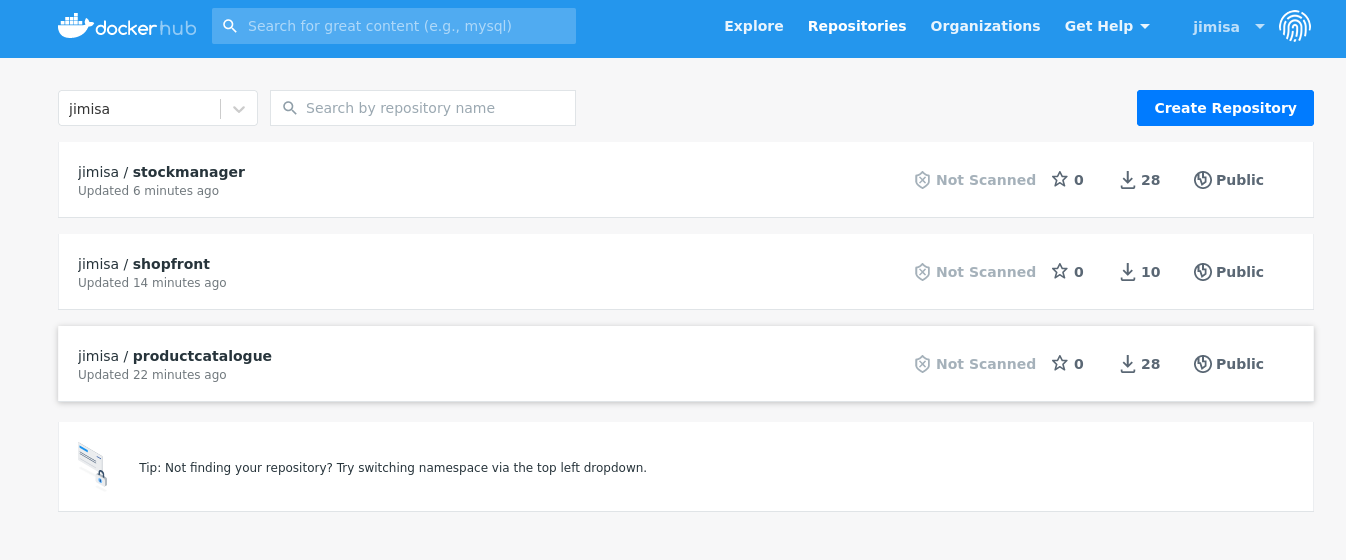 docker hub
Search for great content (e.g., mysql)
Explore
Repositories
Organizations
Get Help
jimisa
jimisa
Search by repository name
Create Repository
jimisa / stockmanager
Updated 6 minutes ago
Not Scanned
0
28
Public
jimisa / shopfront
Updated 14 minutes ago
Not Scanned
0
10
Public
jimisa / productcatalogue
Updated 22 minutes ago
Not Scanned
0
28
Public
Tip: Not finding your repository? Try switching namespace via the top left dropdown.